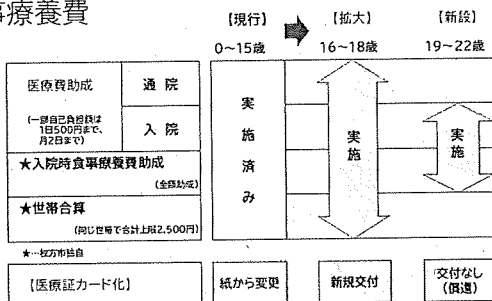 事療養費
【現行】
【拡大】
【新設】
0〜15歳
16〜18歳
19〜22歳
医療費助成
(一部自己負担額は
1日500円まで、
月2日まで)
通 院
入 院
★入院時食事療養費助成
(全額助成)
★世帯合算
(同じ世帯で合計上限2,500円)
実施済み
実施
実施
★…枚方市独自
【医療証カード化】
紙から変更
新規交付
交付なし
(償還)